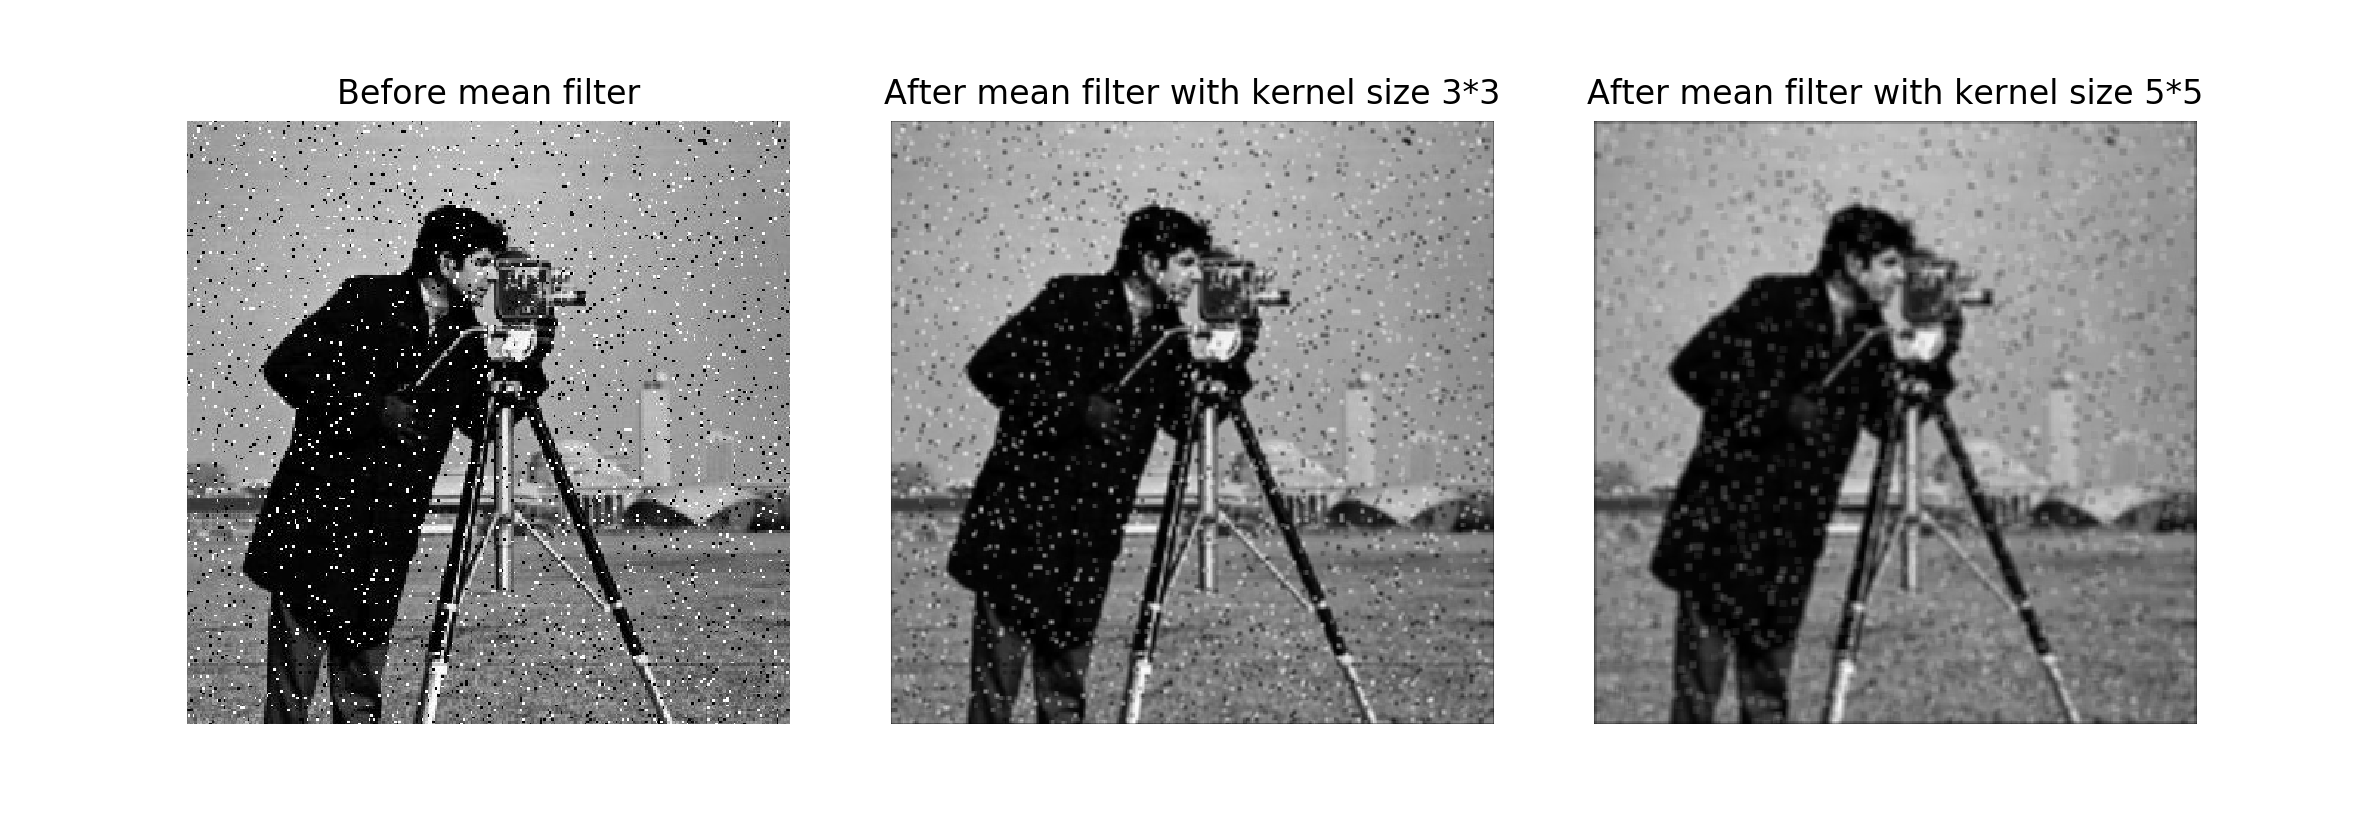 Before mean filter
After mean filter with kernel size 3*3
After mean filter with kernel size 5*5